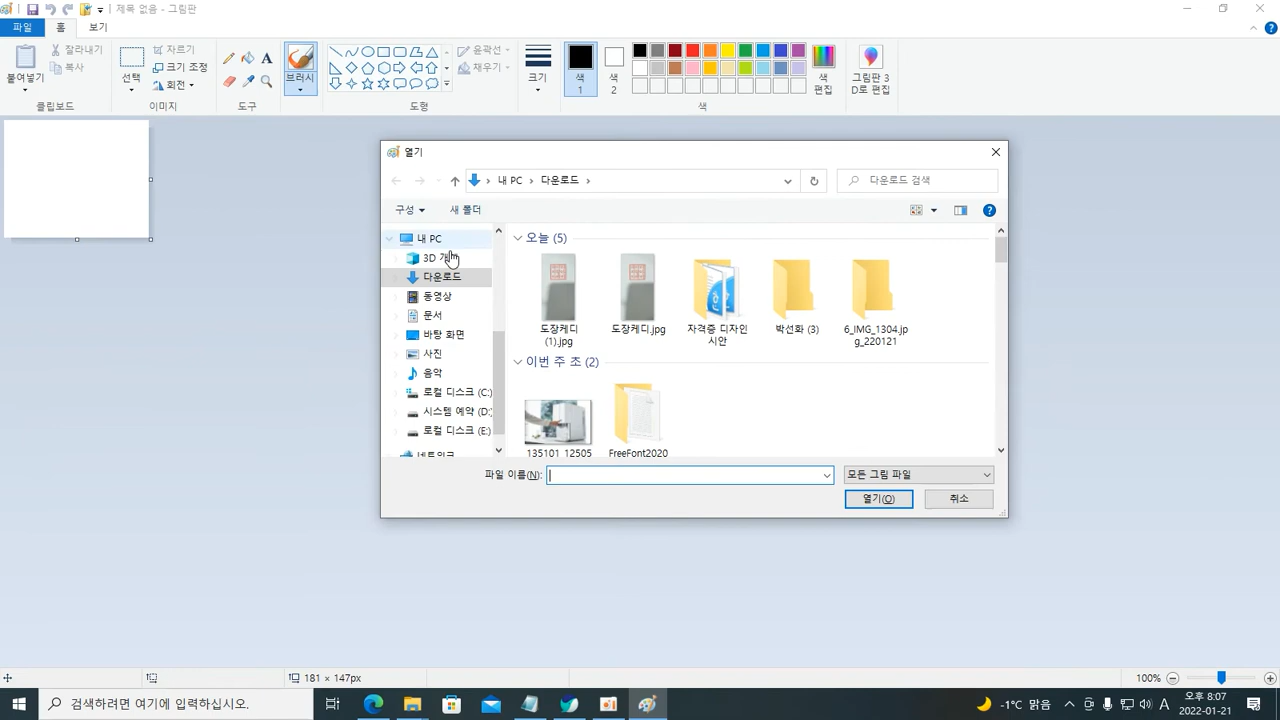 제목 없음 - 그림판
파일
홈
보기
붙여넣기
잘라내기
복사
클립보드
선택
자르기
크기 조정
회전
이미지
도구
브러시
윤곽선
채우기
도형
크기
색
1
색
2
색
편집
색
그림판 3
D로 편집
열기
내 PC › 다운로드 ›
다운로드 검색
구성
새 폴더
내 PC
3D
다운로드
동영상
문서
바탕 화면
사진
음악
로컬 디스크 (C:)
시스템 예약 (D:
로컬 디스크 (E:)
네트워크
오늘 (5)
도장케디
(1).jpg
도장케디.jpg
자격증 디자인
시안
박선화 (3)
6_IMG_1304.jp
g_220121
이번 주 조 (2)
135101_12505
FreeFont2020
파일 이름(N):
모든 그림 파일
열기(O)
취소
181 × 147px
100%
검색하려면 여기에 입력하십시오.
-1°C 맑음
A
오후 8:07
2022-01-21